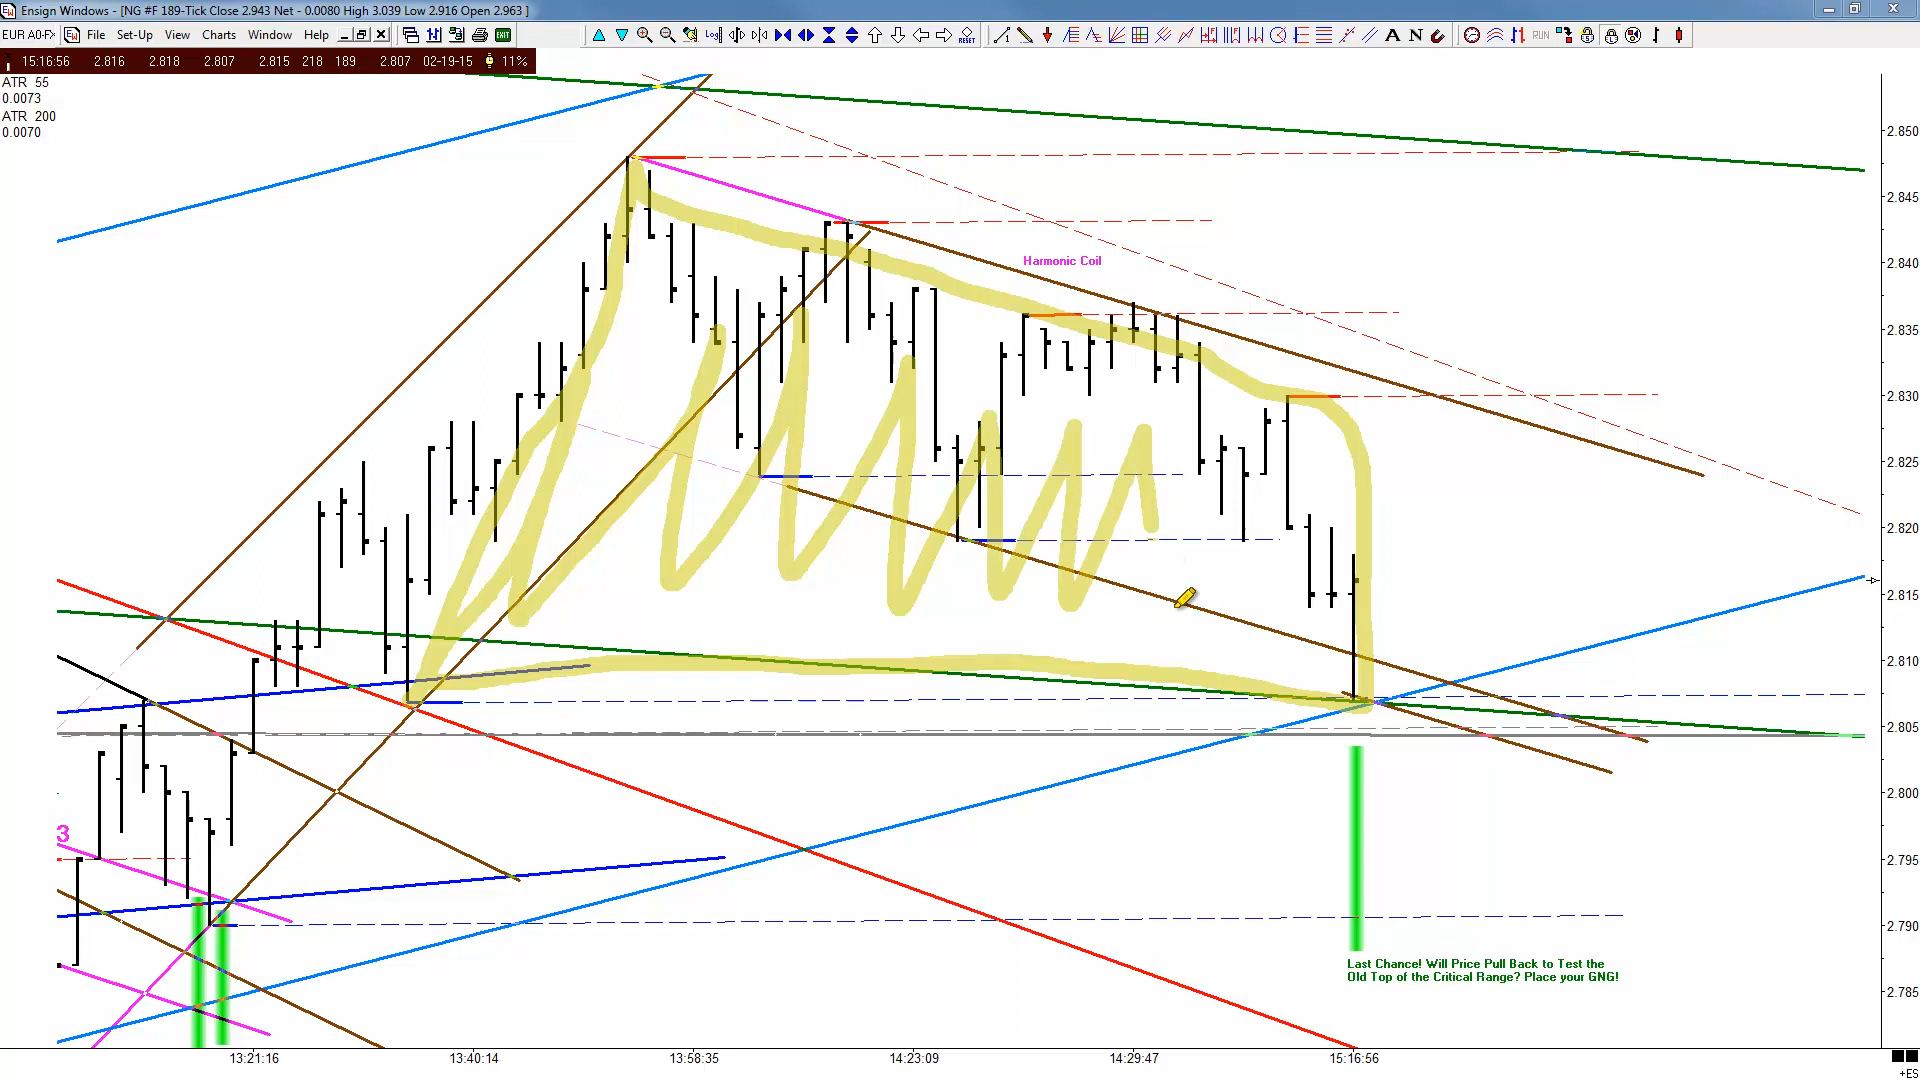 Ensign Windows - [NG #F 189-Tick Close 2.943 Net - 0.0080 High 3.039 Low 2.916 Open 2.963 ]
EUR A0-FX File Set-Up View Charts Window Help
Log RESET A N RUN
15:16:56 2.816 2.818 2.807 2.815 218 189 2.807 02-19-15 11%
ATR 55
0.0073
ATR 200
0.0070
2.850
2.845
2.840
2.835
2.830
2.825
2.820
2.815
2.810
2.805
2.800
2.795
2.790
2.785
Harmonic Coil
3
Last Chance! Will Price Pull Back to Test the
Old Top of the Critical Range? Place your GNG!
13:21:16 13:40:14 13:58:35 14:23:09 14:29:47 15:16:56
+ES